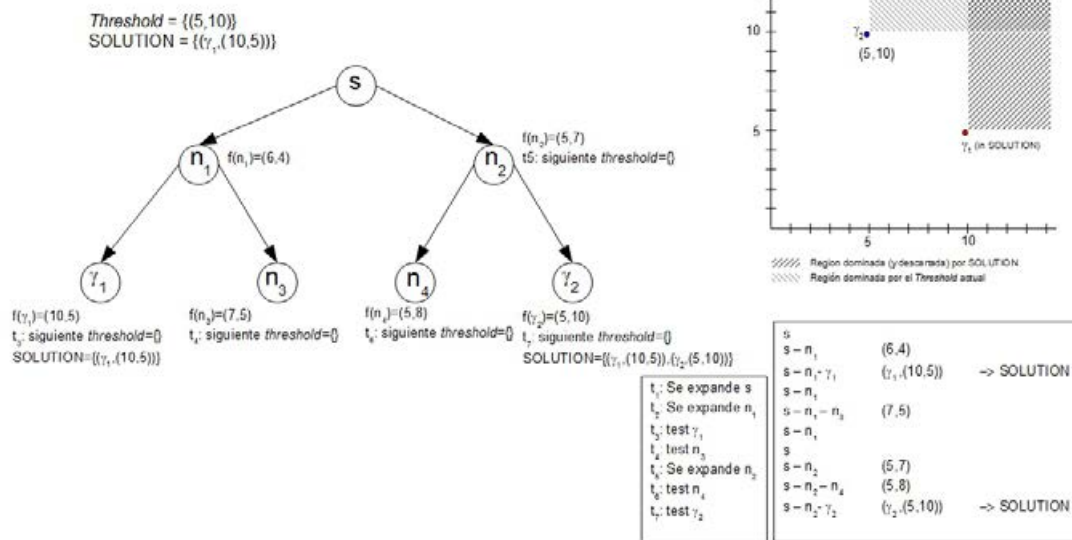 Threshold = {(5,10)}
SOLUTION = {(γ₁,(10,5))}
s
n₁
f(n₁)=(6,4)
n₂
f(n₂)=(5,7)
t5: siguiente threshold={}
γ₁
f(γ₁)=(10,5)
t₃: siguiente threshold={}
SOLUTION={(γ₁,(10,5))}
n₃
f(n₃)=(7,5)
t₄: siguiente threshold={}
n₄
f(n₄)=(5,8)
t₆: siguiente threshold={}
γ₂
f(γ₂)=(5,10)
t₇: siguiente threshold={}
SOLUTION={(γ₁,(10,5)),(γ₂,(5,10))}
10
γ₂
(5,10)
5
γ₁ (in SOLUTION)
5
10
Region dominada (y descartada) por SOLUTION
Región dominada por el Threshold actual
t₁: Se expande s
t₂: Se expande n₁
t₃: test γ₁
t₄: test n₃
t₅: Se expande n₂
t₆: test n₄
t₇: test γ₂
s
s – n₁ (6,4)
s – n₁- γ₁ (γ₁,(10,5)) –> SOLUTION
s – n₁
s – n₁ – n₃ (7,5)
s – n₁
s
s – n₂ (5,7)
s – n₂ – n₄ (5,8)
s – n₂- γ₂ (γ₂,(5,10)) –> SOLUTION